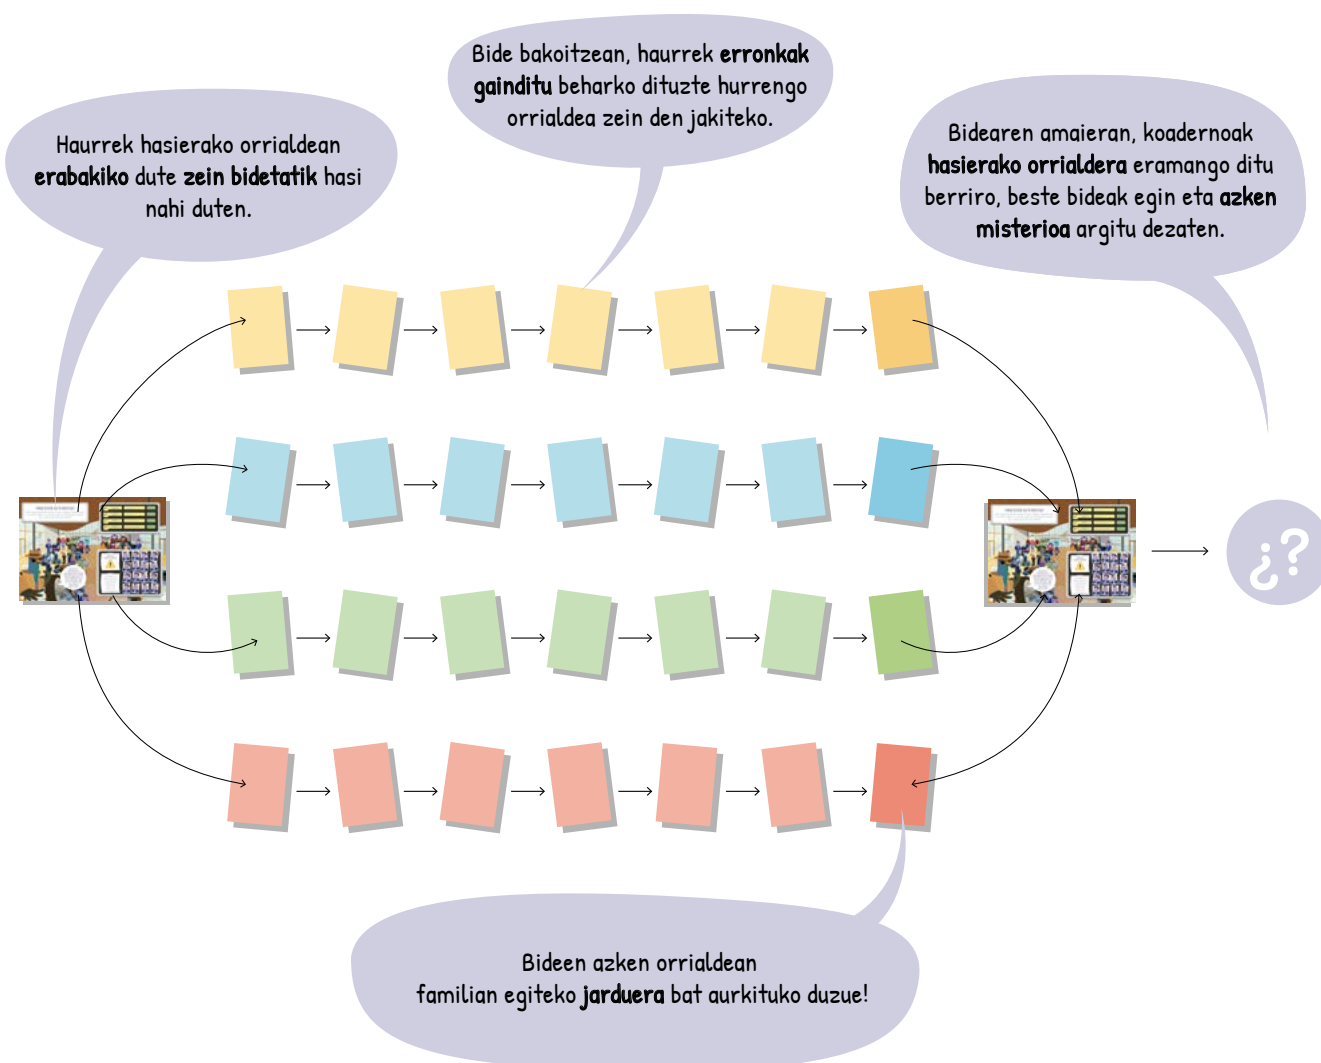 Haurrek hasierako orrialdean
erabakiko dute zein bidetatik hasi
nahi duten.
Bide bakoitzean, haurrek erronkak
gainditu beharko dituzte hurrengo
orrialdea zein den jakiteko.
Bidearen amaieran, koadernoak
hasierako orrialdera eramango ditu
berriro, beste bideak egin eta azken
misterioa argitu dezaten.
¿?
Bideen azken orrialdean
familian egiteko jarduera bat aurkituko duzue!